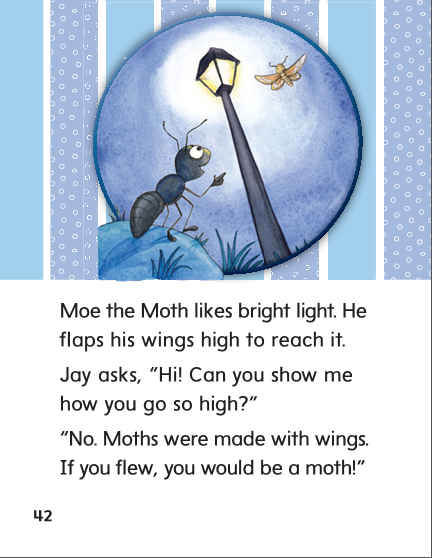 Moe the Moth likes bright light. He
flaps his wings high to reach it.
Jay asks, “Hi! Can you show me
how you go so high?”
“No. Moths were made with wings.
If you flew, you would be a moth!”
42